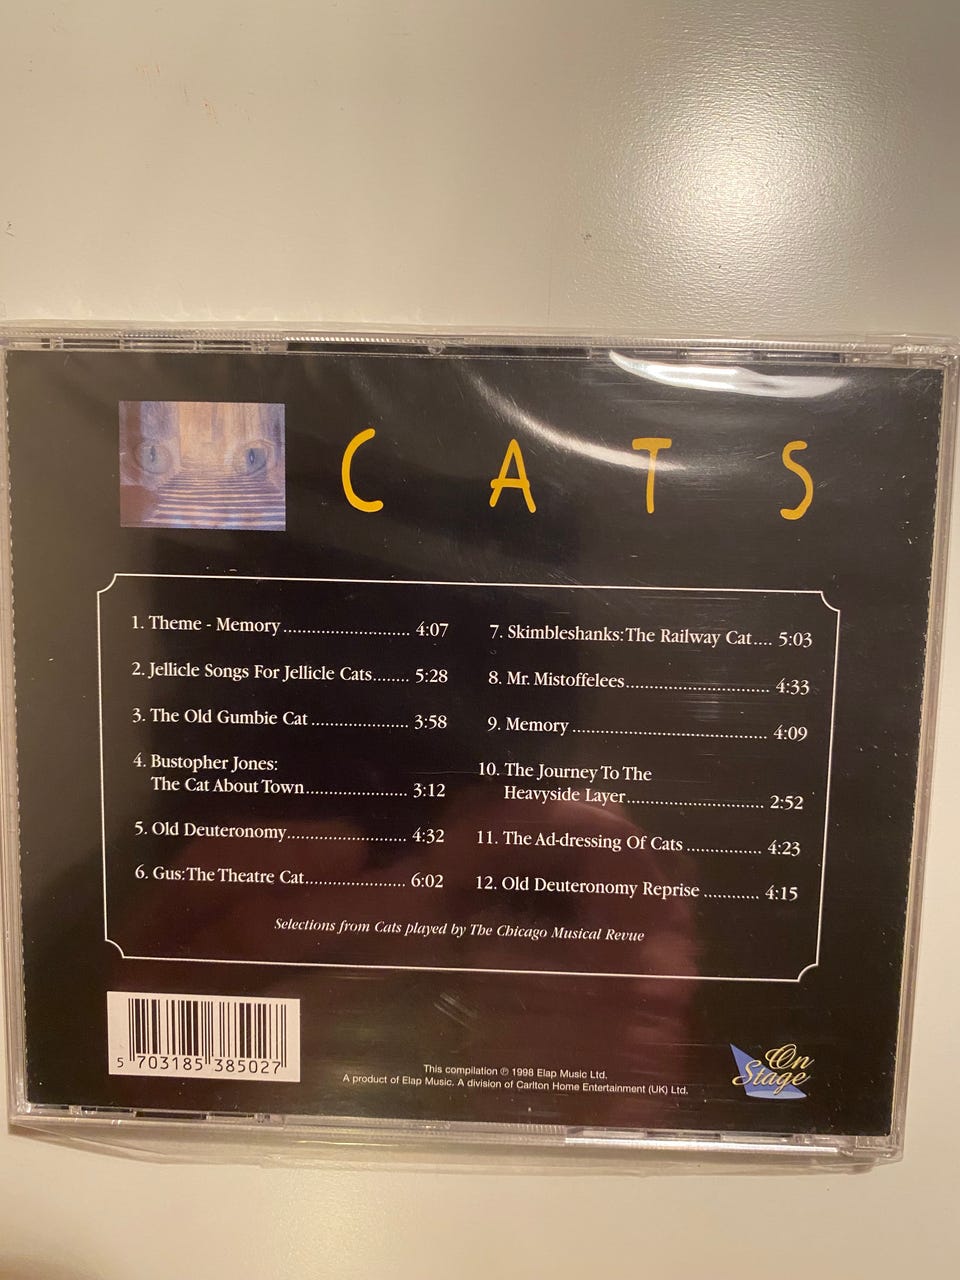 C A T S
1. Theme - Memory.......................... 4:07
2. Jellicle Songs For Jellicle Cats........ 5:28
3. The Old Gumbie Cat .................... 3:58
4. Bustopher Jones:
The Cat About Town..................... 3:12
5. Old Deuteronomy......................... 4:32
6. Gus:The Theatre Cat..................... 6:02
7. Skimbleshanks:The Railway Cat.... 5:03
8. Mr. Mistoffelees.............................. 4:33
9. Memory ........................................ 4:09
10. The Journey To The
Heavyside Layer............................ 2:52
11. The Ad-dressing Of Cats ............... 4:23
12. Old Deuteronomy Reprise ............ 4:15
Selections from Cats played by The Chicago Musical Revue
5 703185 385027
This compilation ℗ 1998 Elap Music Ltd.
A product of Elap Music. A division of Carlton Home Entertainment (UK) Ltd.
On
Stage